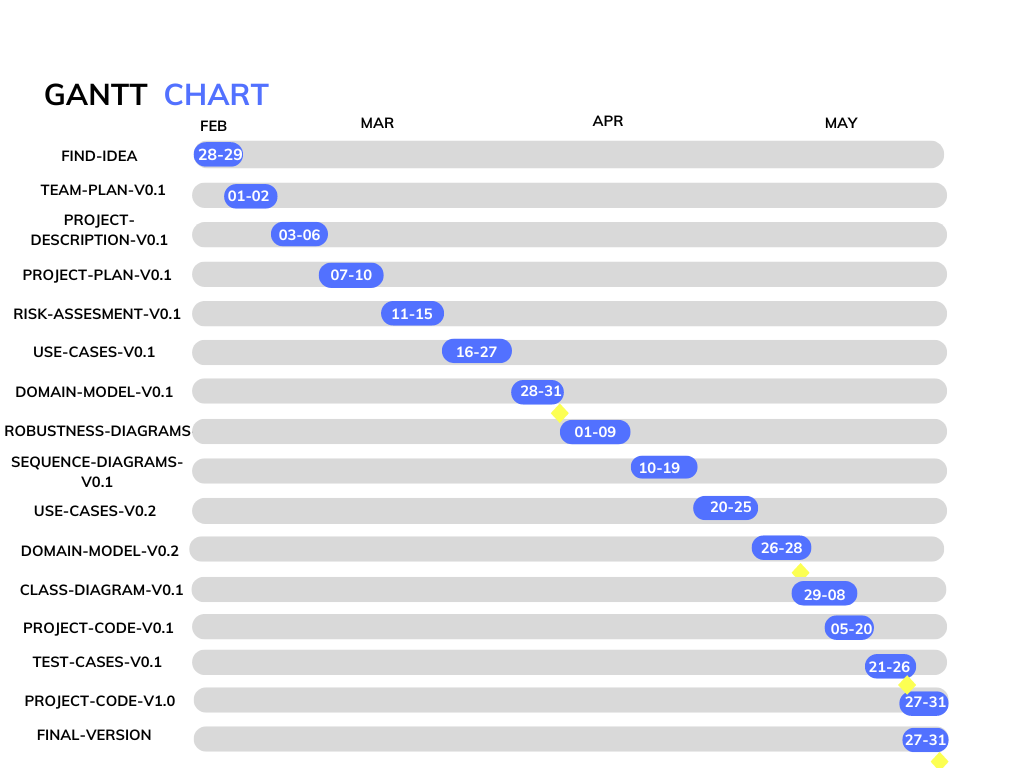 GANTT CHART
FEB MAR APR MAY
FIND-IDEA 28-29
TEAM-PLAN-V0.1 01-02
PROJECT-
DESCRIPTION-V0.1 03-06
PROJECT-PLAN-V0.1 07-10
RISK-ASSESMENT-V0.1 11-15
USE-CASES-V0.1 16-27
DOMAIN-MODEL-V0.1 28-31
ROBUSTNESS-DIAGRAMS 01-09
SEQUENCE-DIAGRAMS-
V0.1 10-19
USE-CASES-V0.2 20-25
DOMAIN-MODEL-V0.2 26-28
CLASS-DIAGRAM-V0.1 29-08
PROJECT-CODE-V0.1 05-20
TEST-CASES-V0.1 21-26
PROJECT-CODE-V1.0 27-31
FINAL-VERSION 27-31